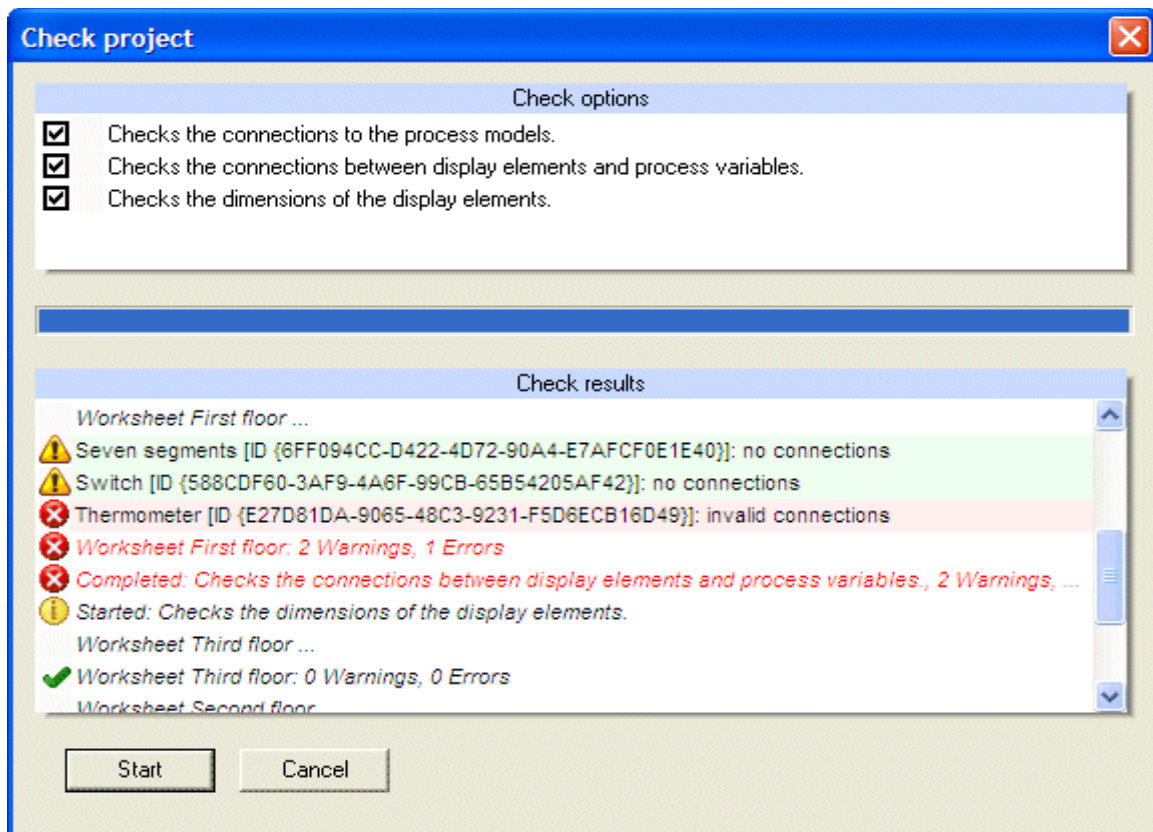 Check project
Check options
Checks the connections to the process models.
Checks the connections between display elements and process variables.
Checks the dimensions of the display elements.
Check results
Worksheet First floor ...
Seven segments [ID {6FF094CC-D422-4D72-90A4-E7AFCF0E1E40}]: no connections
Switch [ID {588CDF60-3AF9-4A6F-99CB-65B54205AF42}]: no connections
Thermometer [ID {E27D81DA-9065-48C3-9231-F5D6ECB16D49}]: invalid connections
Worksheet First floor: 2 Warnings, 1 Errors
Completed: Checks the connections between display elements and process variables., 2 Warnings, ...
Started: Checks the dimensions of the display elements.
Worksheet Third floor ...
Worksheet Third floor: 0 Warnings, 0 Errors
Worksheet Second floor
Start Cancel